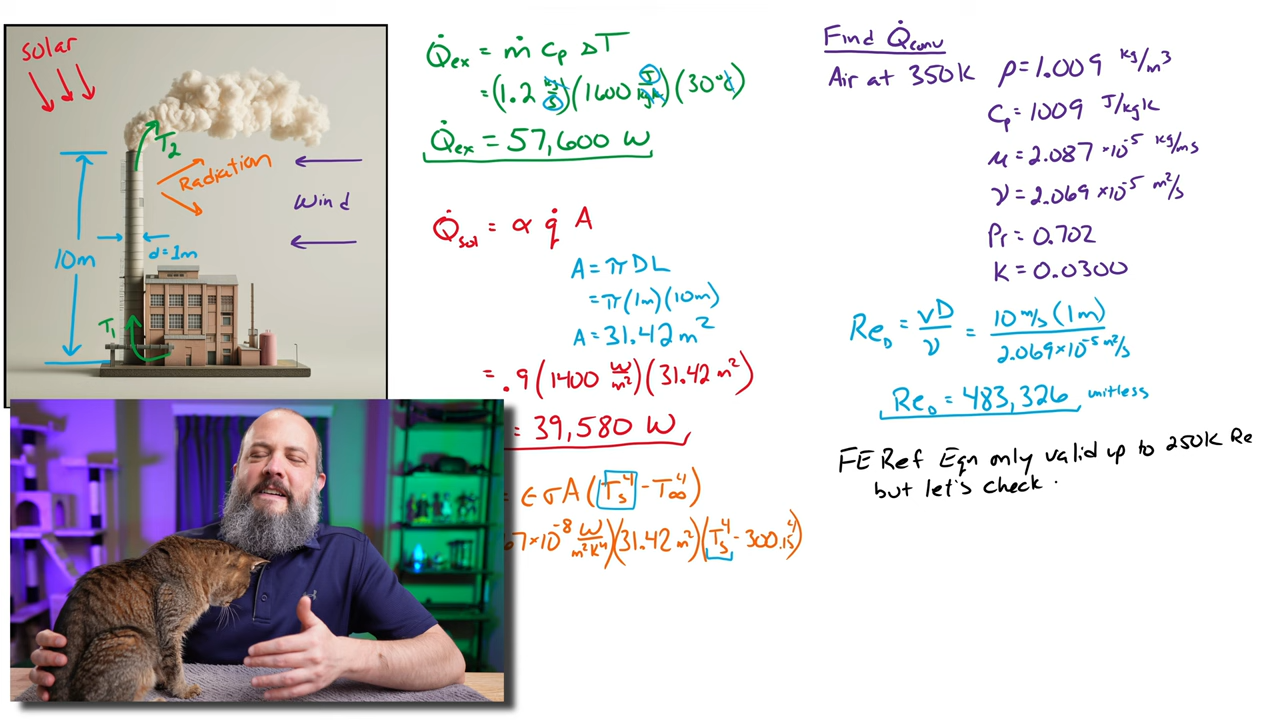 Solar
T₂
Radiation
Wind
10m
d=1m
T₁
Q̇ex = ṁ Cp ΔT
=(1.2 kg/s)(1600 J/kgK)(30°C)
Q̇ex = 57,600 W
Q̇sol = α q̇ A
A = π D L
= π(1m)(10m)
A = 31.42 m²
= .9(1400 W/m²)(31.42 m²)
= 39,580 W
= ϵσA(Ts⁴ - T∞⁴)
7×10⁻⁸ W/m²K⁴)(31.42 m²)(Ts⁴ - 300.15⁴)
Find Q̇conv
Air at 350K ρ = 1.009 kg/m³
Cp = 1009 J/kgK
μ = 2.087 ×10⁻⁵ kg/ms
ν = 2.069 ×10⁻⁵ m²/s
Pr = 0.702
K = 0.0300
ReD = vD/ν = 10 m/s (1m)/2.069×10⁻⁵ m²/s
ReD = 483,326 unitless
FE Ref Eqn only valid up to 250K Re
but let's check.